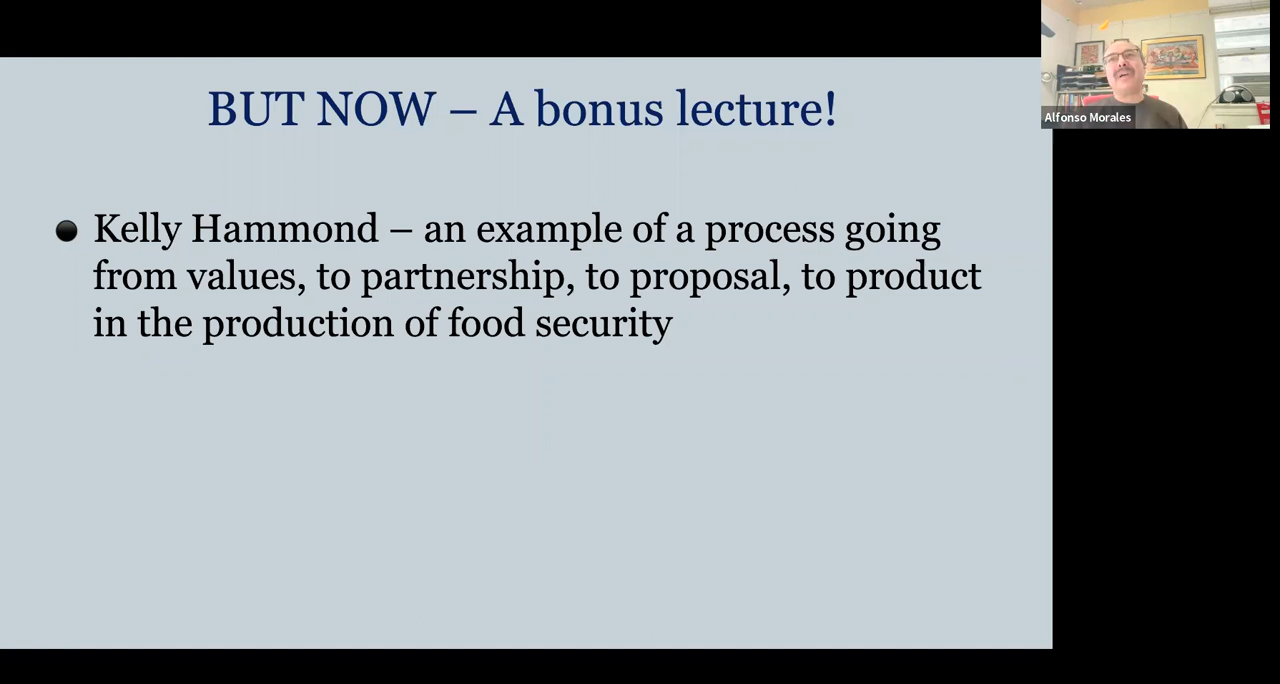 BUT NOW – A bonus lecture!
Kelly Hammond – an example of a process going
from values, to partnership, to proposal, to product
in the production of food security
Alfonso Morales